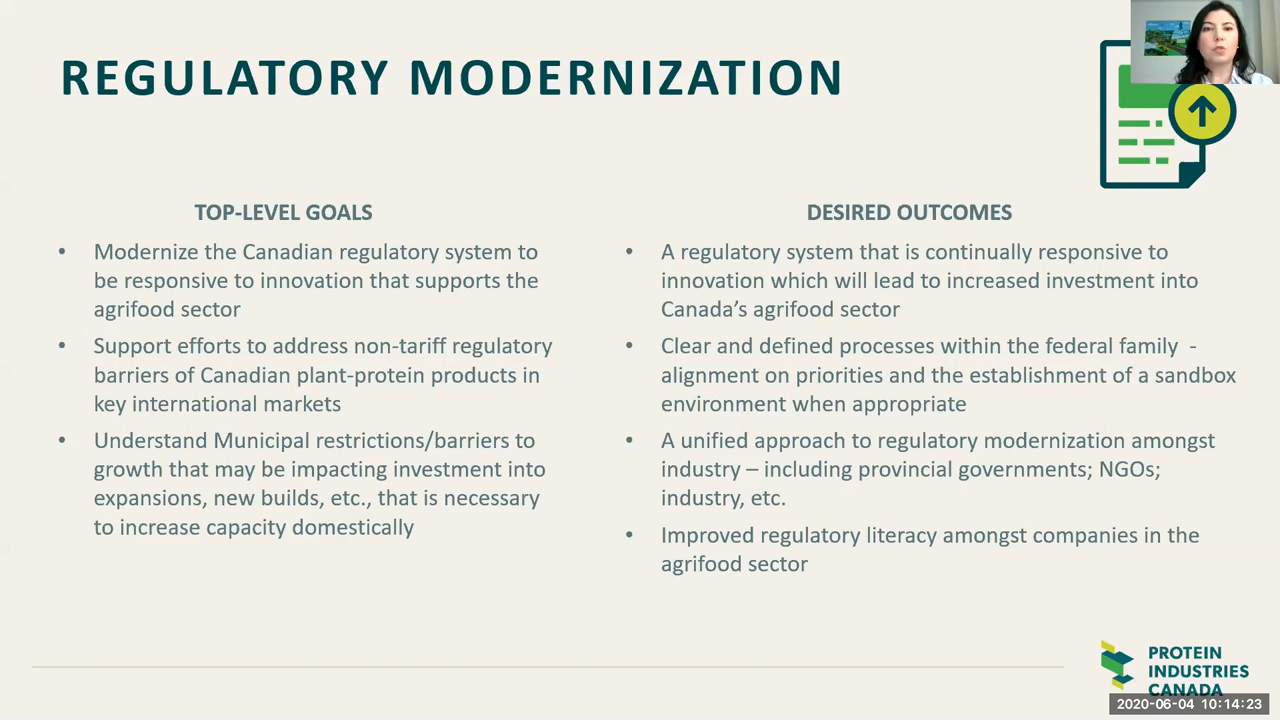 REGULATORY MODERNIZATION
TOP-LEVEL GOALS
• Modernize the Canadian regulatory system to
be responsive to innovation that supports the
agrifood sector
• Support efforts to address non-tariff regulatory
barriers of Canadian plant-protein products in
key international markets
• Understand Municipal restrictions/barriers to
growth that may be impacting investment into
expansions, new builds, etc., that is necessary
to increase capacity domestically
DESIRED OUTCOMES
• A regulatory system that is continually responsive to
innovation which will lead to increased investment into
Canada’s agrifood sector
• Clear and defined processes within the federal family -
alignment on priorities and the establishment of a sandbox
environment when appropriate
• A unified approach to regulatory modernization amongst
industry – including provincial governments; NGOs;
industry, etc.
• Improved regulatory literacy amongst companies in the
agrifood sector
PROTEIN
INDUSTRIES
CANADA
2020-06-04 10:14:23